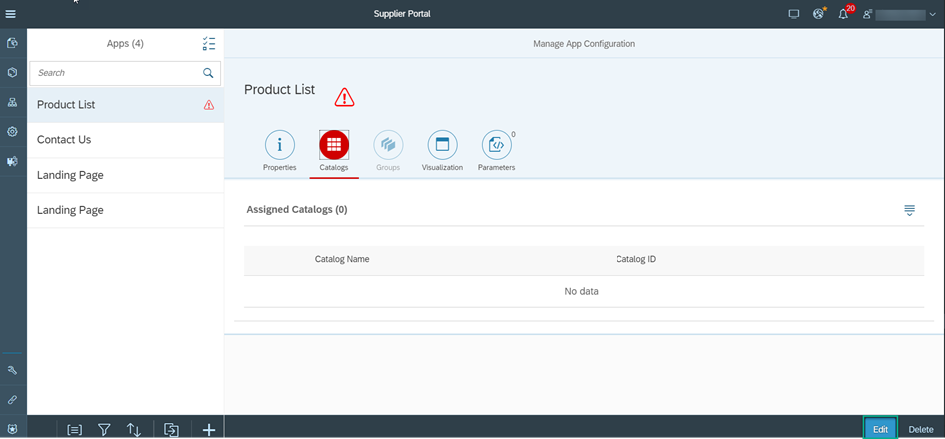 Supplier Portal
20
Apps (4)
Manage App Configuration
Search
Product List
Contact Us
Landing Page
Landing Page
Product List
0
Properties
Catalogs
Groups
Visualization
Parameters
Assigned Catalogs (0)
Catalog Name
Catalog ID
No data
Edit
Delete